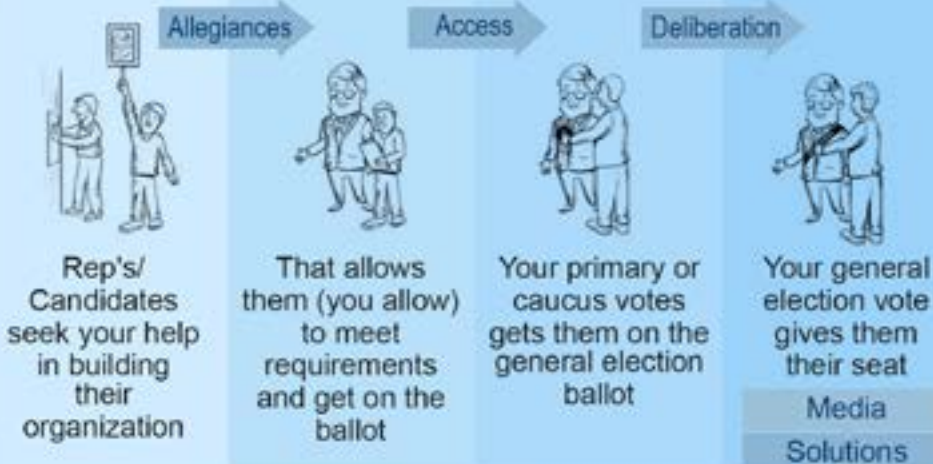 Allegiances
Access
Deliberation
Rep's/
Candidates
seek your help
in building
their
organization
That allows
them (you allow)
to meet
requirements
and get on the
ballot
Your primary or
caucus votes
gets them on the
general election
ballot
Your general
election vote
gives them
their seat
Media
Solutions